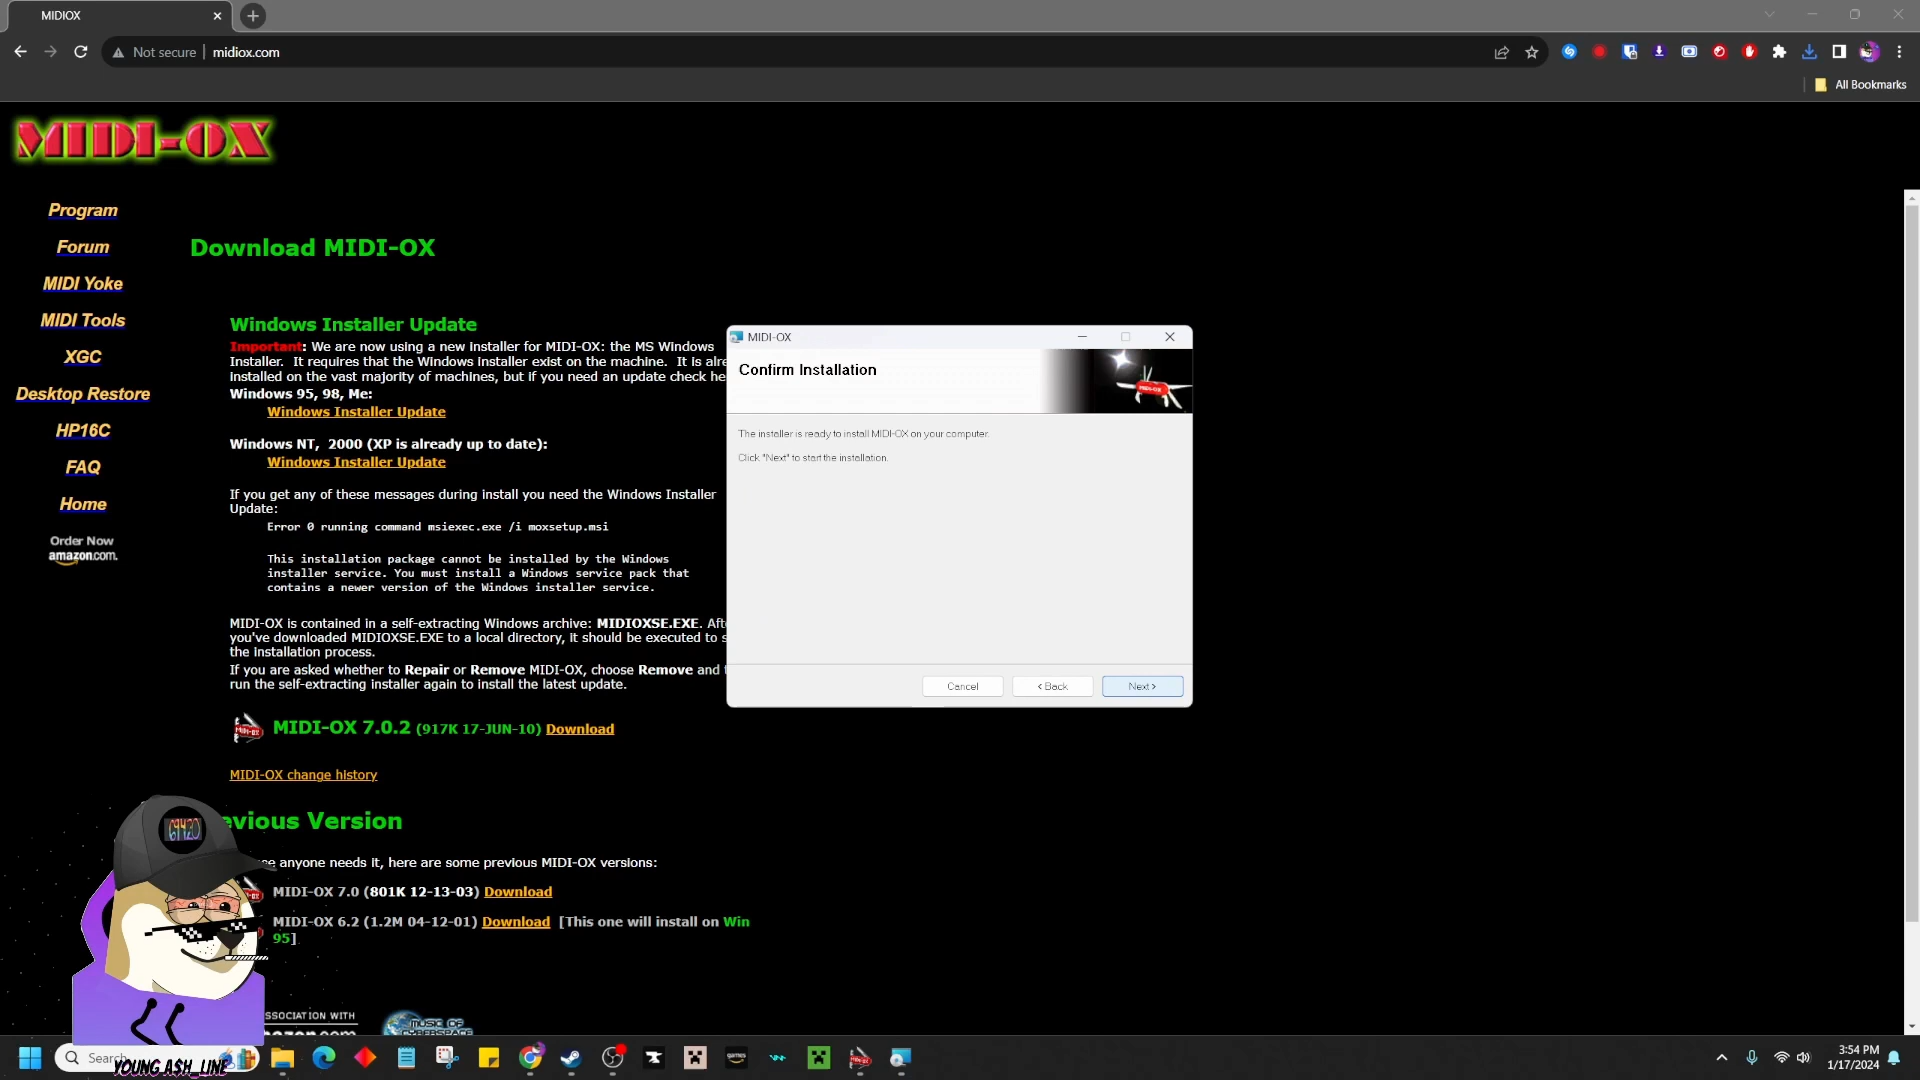 MIDIOX
Not secure
midiox.com
All Bookmarks
MIDI-OX
Program
Forum
MIDI Yoke
MIDI Tools
XGC
Desktop Restore
HP16C
FAQ
Home
Order Now
amazon.com.
Download MIDI-OX
Windows Installer Update
Important: We are now using a new installer for MIDI-OX: the MS Windows
Installer. It requires that the Windows installer exist on the machine. It is alre
installed on the vast majority of machines, but if you need an update check he
Windows 95, 98, Me:
Windows Installer Update
Windows NT, 2000 (XP is already up to date):
Windows Installer Update
If you get any of these messages during install you need the Windows Installer
Update:
Error 0 running command msiexec.exe /i moxsetup.msi
This installation package cannot be installed by the Windows
installer service. You must install a Windows service pack that
contains a newer version of the Windows installer service.
MIDI-OX is contained in a self-extracting Windows archive: MIDIOXSE.EXE. Afte
you've downloaded MIDIOXSE.EXE to a local directory, it should be executed to s
the installation process.
If you are asked whether to Repair or Remove MIDI-OX, choose Remove and
run the self-extracting installer again to install the latest update.
MIDI-OX 7.0.2 (917K 17-JUN-10) Download
MIDI-OX change history
evious Version
se anyone needs it, here are some previous MIDI-OX versions:
MIDI-OX 7.0 (801K 12-13-03) Download
MIDI-OX 6.2 (1.2M 04-12-01) Download [This one will install on Win
95]
SSOCIATION WITH
amazon.com
MUSIC OF
CYBERSPACE
MIDI-OX
Confirm Installation
MIDI-OX
The installer is ready to install MIDI-OX on your computer.
Click "Next" to start the installation.
Cancel
< Back
Next >
69420
YOUNG ASH_LINE
Search
3:54 PM
1/17/2024